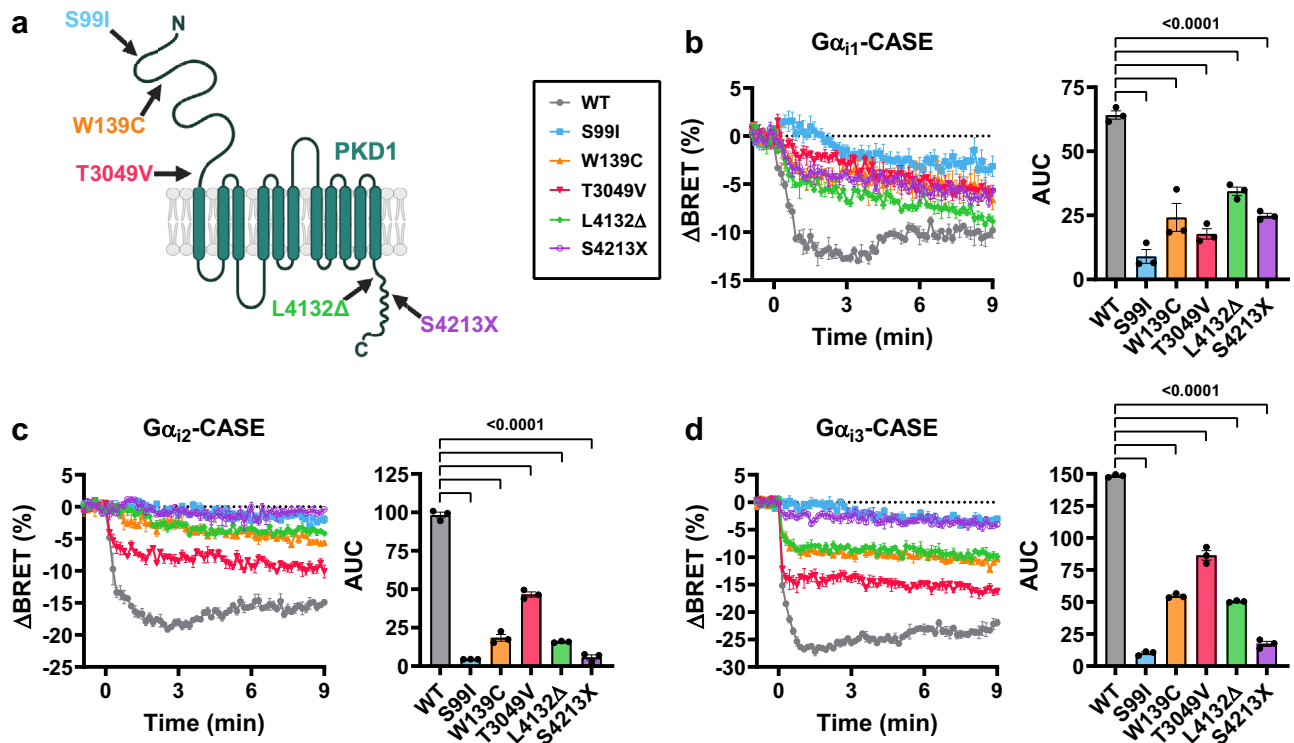 a
S99I
N
W139C
T3049V
PKD1
L4132Δ
S4213X
C
WT
S99I
W139C
T3049V
L4132Δ
S4213X
b
Gαi1-CASE
ΔBRET (%)
5
0
-5
-10
-15
0 3 6 9
Time (min)
<0.0001
AUC
75
50
25
0
WT
S99I
W139C
T3049V
L4132Δ
S4213X
c
Gαi2-CASE
ΔBRET (%)
5
0
-5
-10
-15
-20
-25
0 3 6 9
Time (min)
<0.0001
AUC
125
100
75
50
25
0
WT
S99I
W139C
T3049V
L4132Δ
S4213X
d
Gαi3-CASE
ΔBRET (%)
5
0
-5
-10
-15
-20
-25
-30
0 3 6 9
Time (min)
<0.0001
AUC
150
125
100
75
50
25
0
WT
S99I
W139C
T3049V
L4132Δ
S4213X